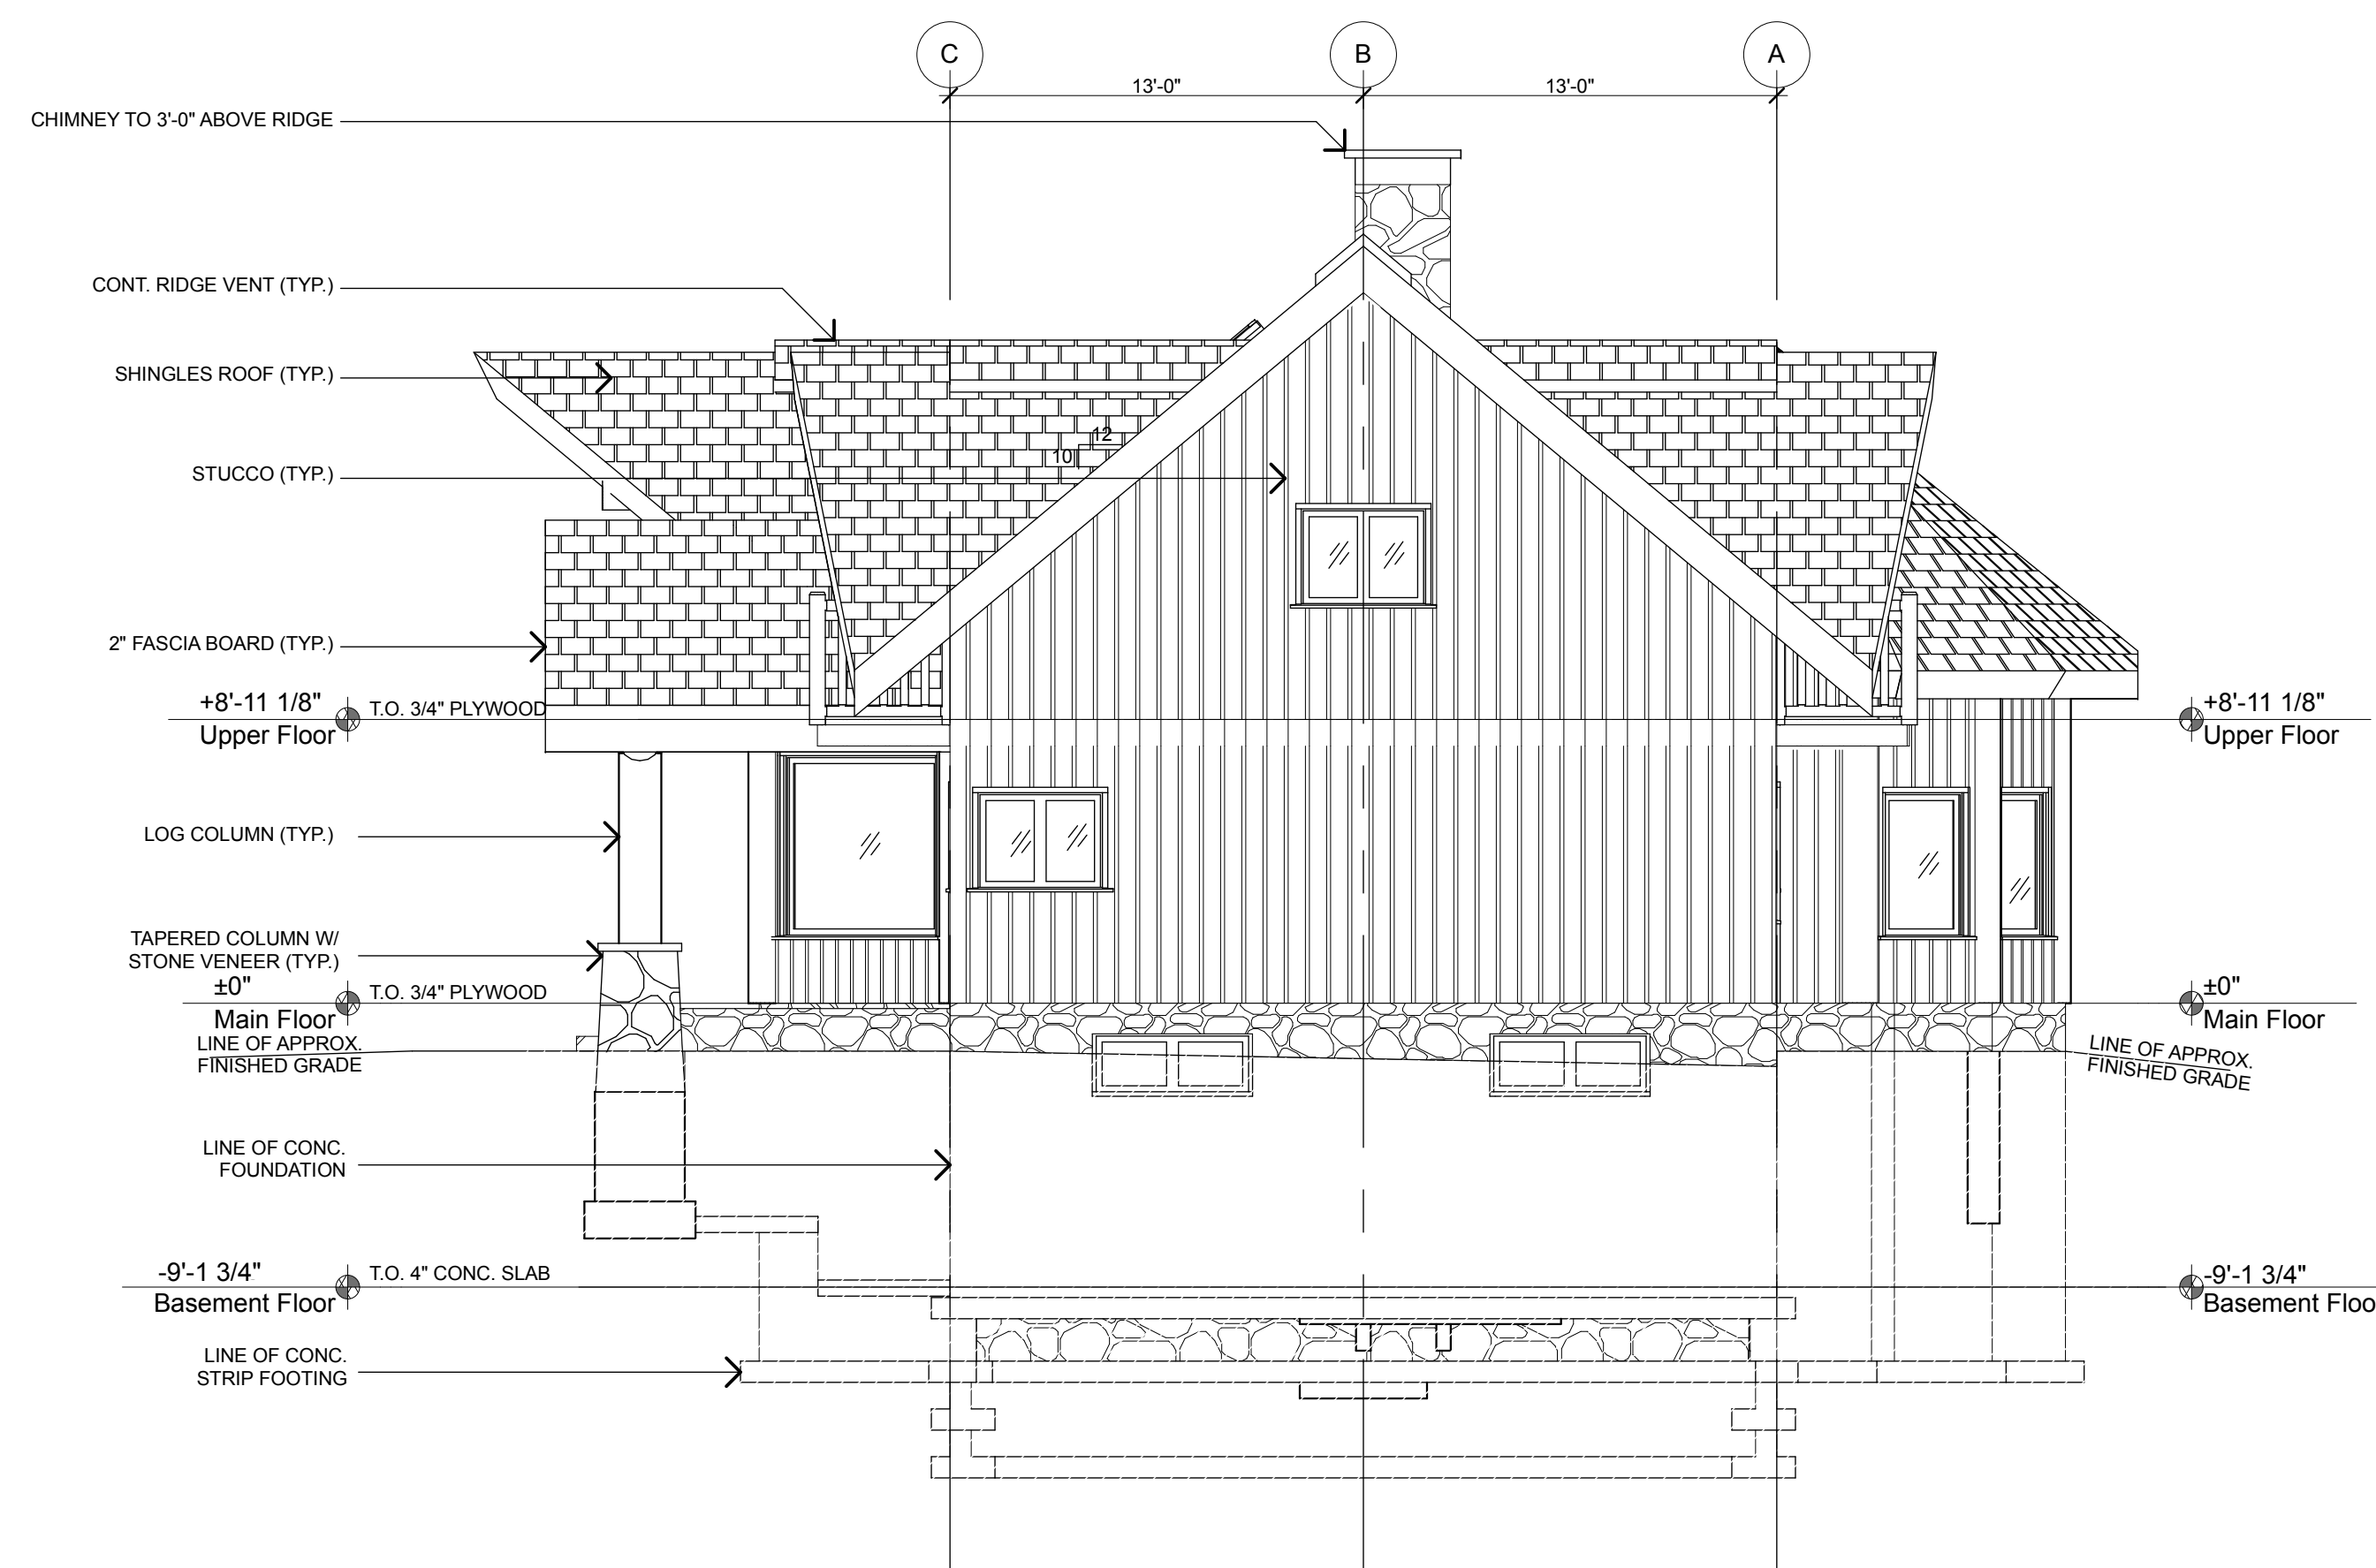 C
B
A
13'-0"
13'-0"
CHIMNEY TO 3'-0" ABOVE RIDGE
CONT. RIDGE VENT (TYP.)
SHINGLES ROOF (TYP.)
12
10
STUCCO (TYP.)
2" FASCIA BOARD (TYP.)
+8'-11 1/8"
T.O. 3/4" PLYWOOD
Upper Floor
+8'-11 1/8"
Upper Floor
LOG COLUMN (TYP.)
TAPERED COLUMN W/
STONE VENEER (TYP.)
±0"
T.O. 3/4" PLYWOOD
Main Floor
±0"
Main Floor
LINE OF APPROX.
FINISHED GRADE
LINE OF APPROX.
FINISHED GRADE
LINE OF CONC.
FOUNDATION
-9'-1 3/4"
T.O. 4" CONC. SLAB
Basement Floor
-9'-1 3/4"
Basement Floo
LINE OF CONC.
STRIP FOOTING